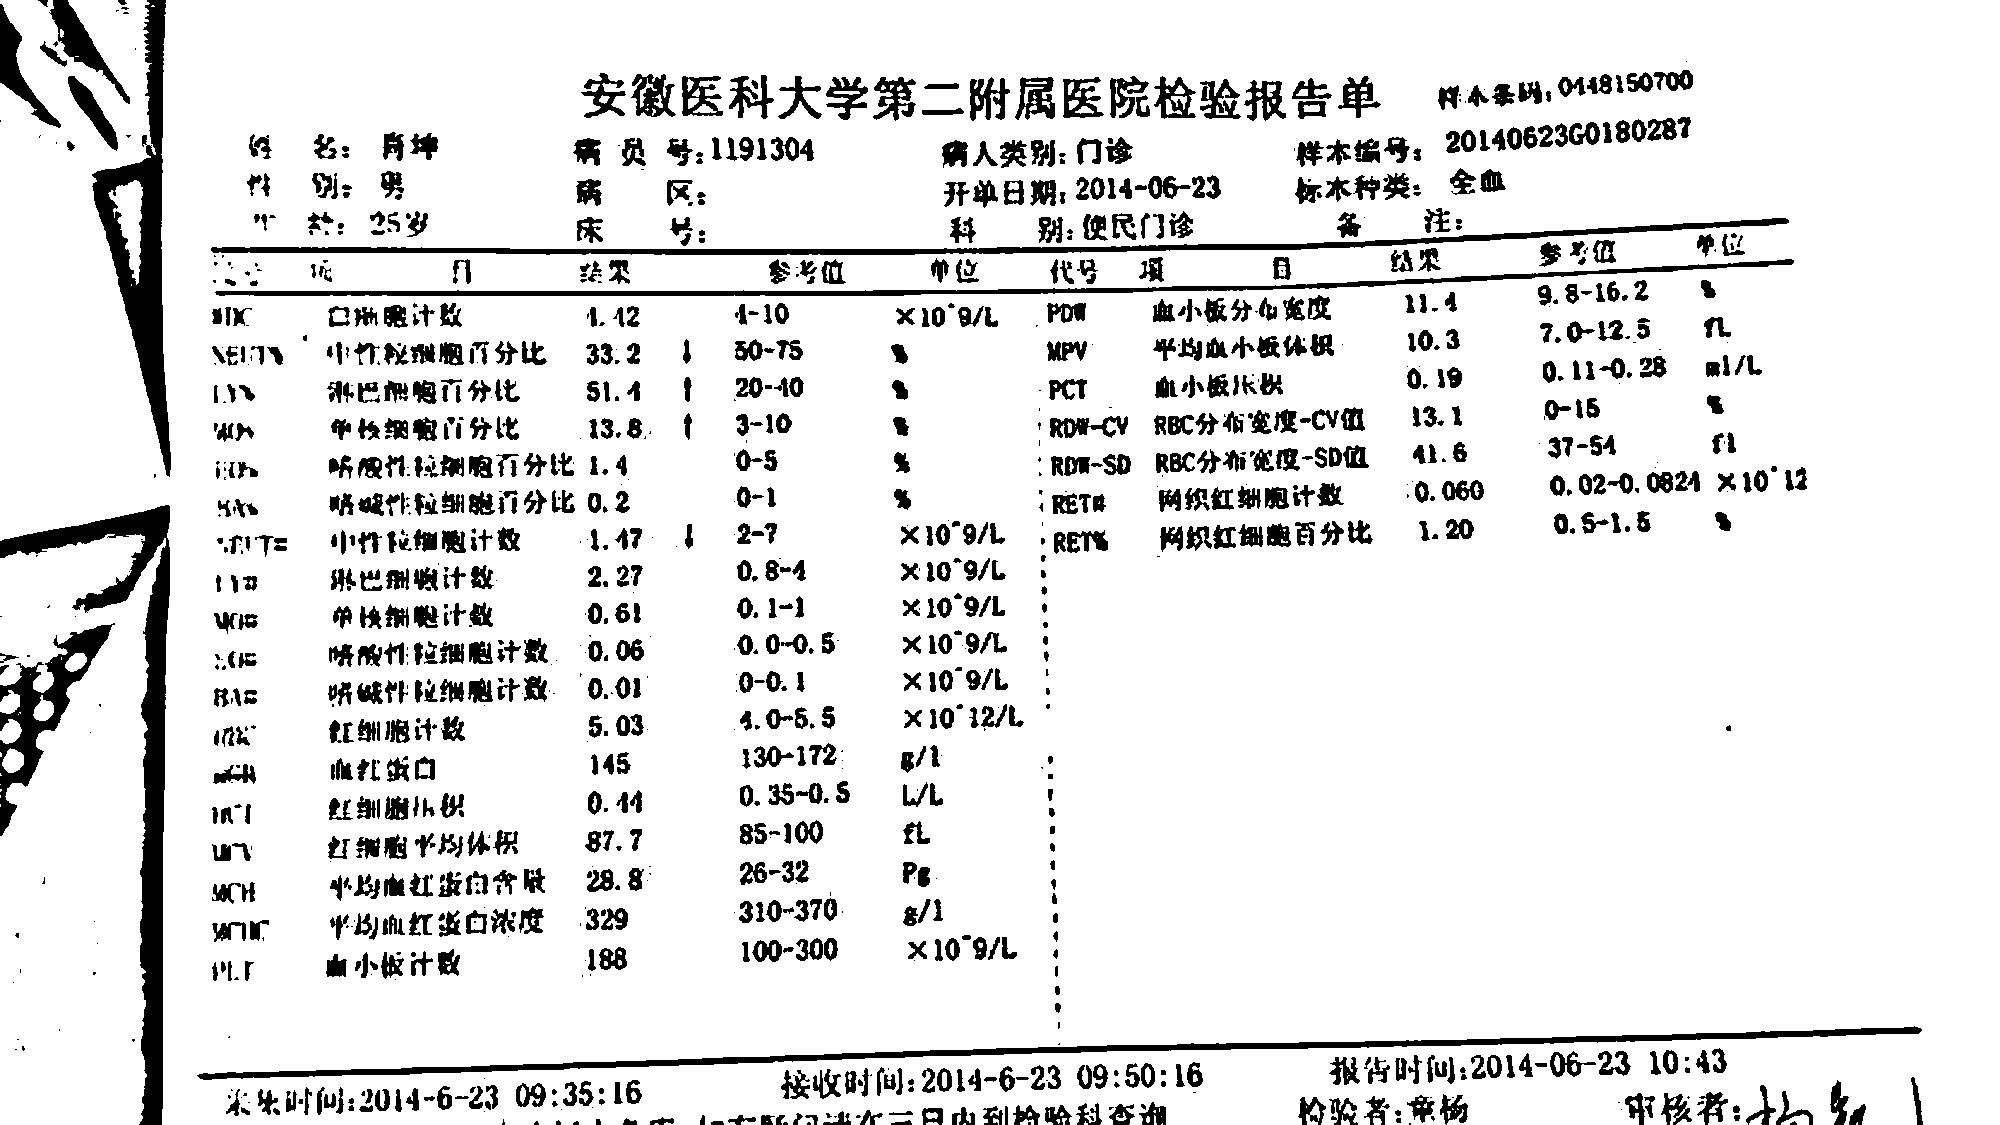 安徽医科大学第二附属医院检验报告单 样本条码:0448150700
姓 名: 肖坤 病 员 号:1191304 病人类别:门诊 样本编号: 20140623G0180287
性 别: 男 病 区: 开单日期:2014-06-23 标本种类: 全血
年 龄: 25岁 床 号: 科 别:便民门诊 备 注:
代号 项 目 结果 参考值 单位 代号 项 目 结果 参考值 单位
WBC 白细胞计数 4.42 4-10 ×10^9/L PDW 血小板分布宽度 11.4 9.8-16.2 %
NEUT% 中性粒细胞百分比 33.2 ↓ 50-75 % MPV 平均血小板体积 10.3 7.0-12.5 fL
LY% 淋巴细胞百分比 51.4 ↑ 20-40 % PCT 血小板压积 0.19 0.11-0.28 ml/L
MO% 单核细胞百分比 13.8 ↑ 3-10 % RDW-CV RBC分布宽度-CV值 13.1 0-15 %
EO% 嗜酸性粒细胞百分比 1.4 0-5 % RDW-SD RBC分布宽度-SD值 41.6 37-54 fl
BA% 嗜碱性粒细胞百分比 0.2 0-1 % RET# 网织红细胞计数 0.060 0.02-0.0824 ×10^12
NEUT# 中性粒细胞计数 1.47 ↓ 2-7 ×10^9/L RET% 网织红细胞百分比 1.20 0.5-1.5 %
LY# 淋巴细胞计数 2.27 0.8-4 ×10^9/L
MO# 单核细胞计数 0.61 0.1-1 ×10^9/L
EO# 嗜酸性粒细胞计数 0.06 0.0-0.5 ×10^9/L
BA# 嗜碱性粒细胞计数 0.01 0-0.1 ×10^9/L
RBC 红细胞计数 5.03 4.0-5.5 ×10^12/L
HGB 血红蛋白 145 130-172 g/l
HCT 红细胞压积 0.44 0.35-0.5 L/L
MCV 红细胞平均体积 87.7 85-100 fL
MCH 平均血红蛋白含量 28.8 26-32 Pg
MCHC 平均血红蛋白浓度 329 310-370 g/l
PLT 血小板计数 188 100-300 ×10^9/L
采集时间:2014-6-23 09:35:16 接收时间:2014-6-23 09:50:16 报告时间:2014-06-23 10:43
如有疑问请在三日内到检验科查询 检验者:童杨 审核者: